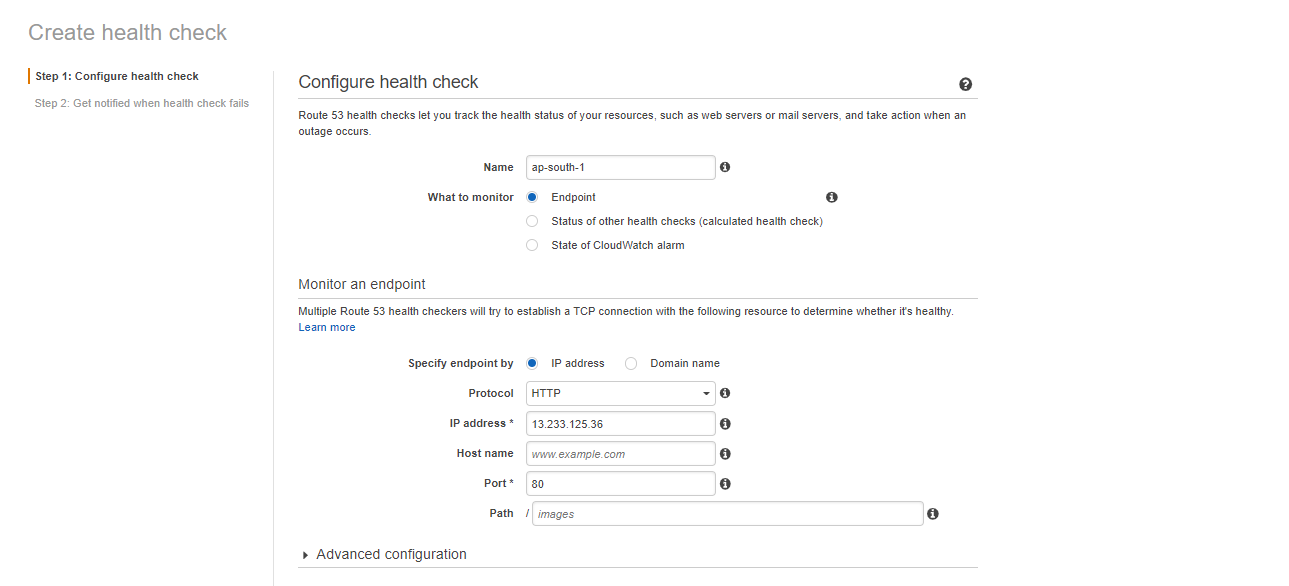 Create health check
Step 1: Configure health check
Step 2: Get notified when health check fails
Configure health check
Route 53 health checks let you track the health status of your resources, such as web servers or mail servers, and take action when an
outage occurs.
Name ap-south-1
What to monitor Endpoint
Status of other health checks (calculated health check)
State of CloudWatch alarm
Monitor an endpoint
Multiple Route 53 health checkers will try to establish a TCP connection with the following resource to determine whether it's healthy.
Learn more
Specify endpoint by IP address Domain name
Protocol HTTP
IP address * 13.233.125.36
Host name www.example.com
Port * 80
Path / images
Advanced configuration